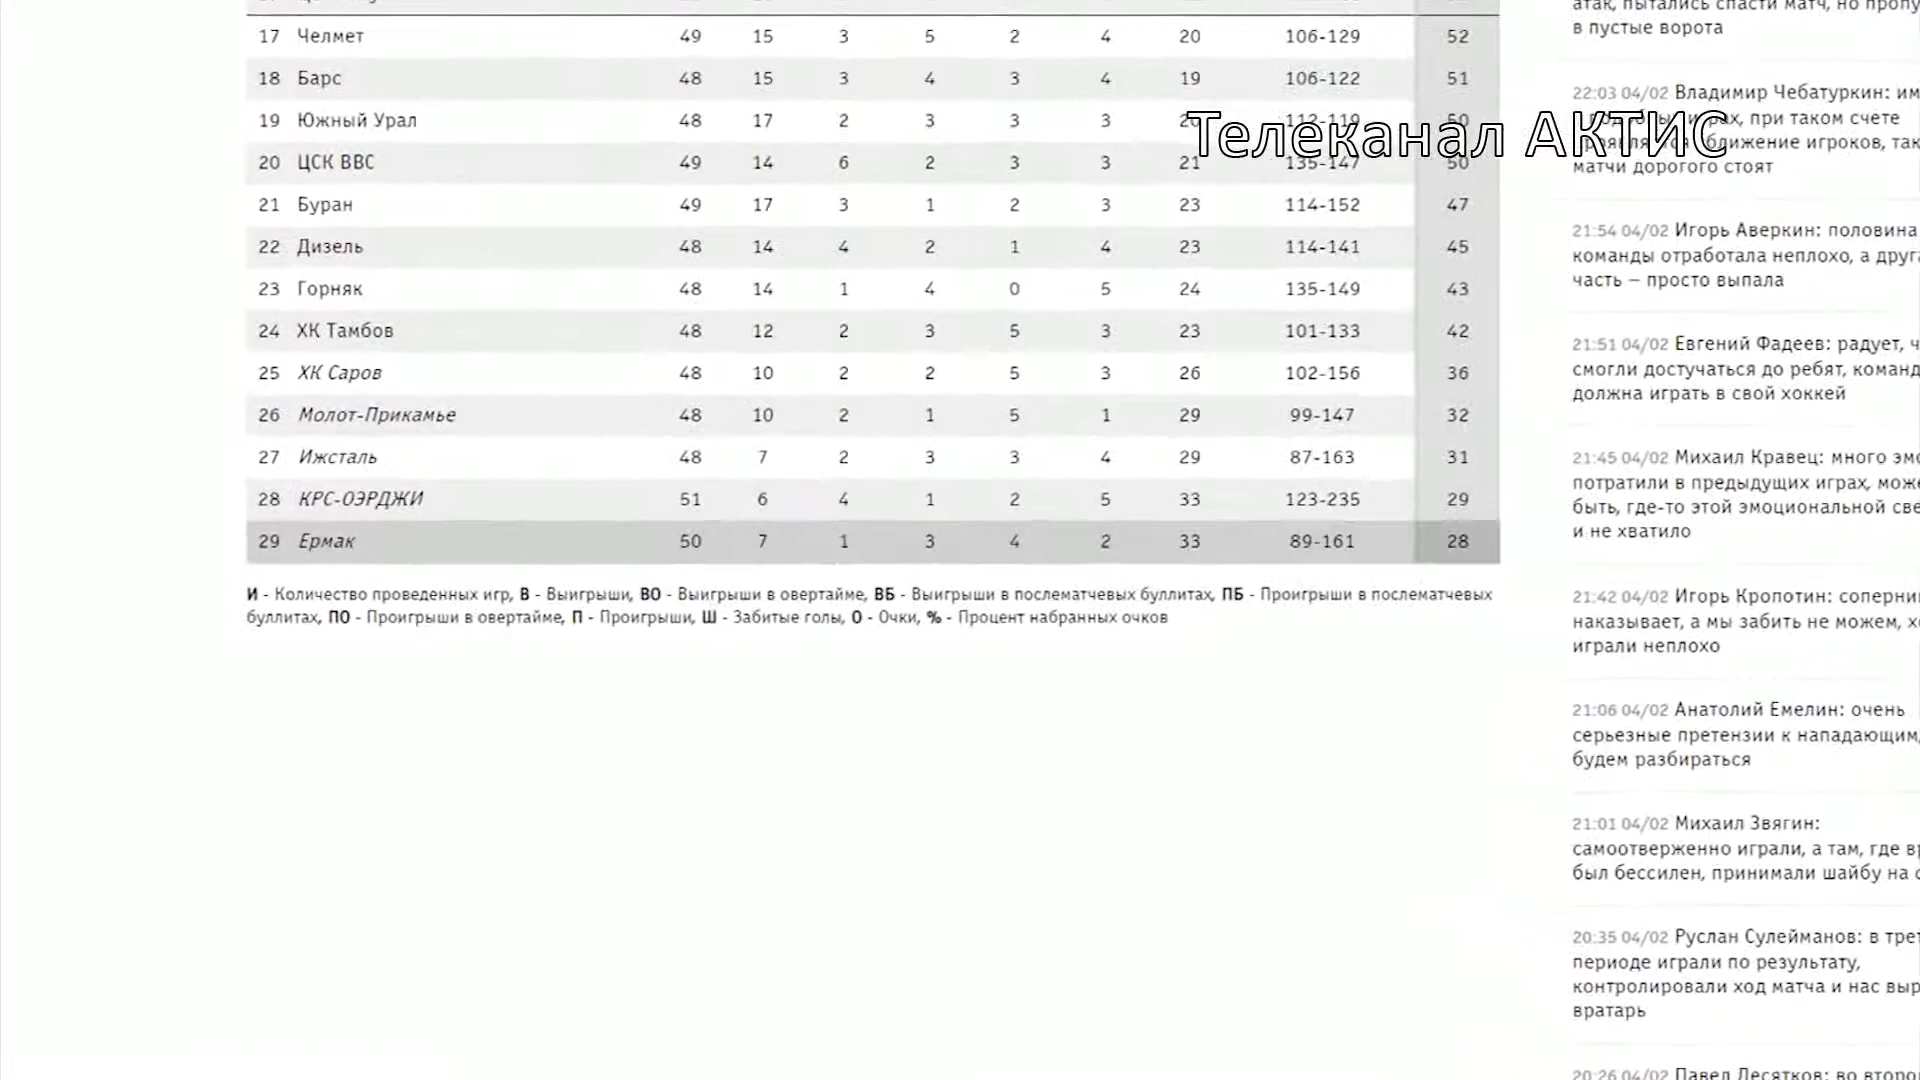 17 Челмет 49 15 3 5 2 4 20 106-129 52
18 Барс 48 15 3 4 3 4 19 106-122 51
19 Южный Урал 48 17 2 3 3 3 20 112-119 50
20 ЦСК ВВС 49 14 6 2 3 3 21 135-147 50
21 Буран 49 17 3 1 2 3 23 114-152 47
22 Дизель 48 14 4 2 1 4 23 114-141 45
23 Горняк 48 14 1 4 0 5 24 135-149 43
24 ХК Тамбов 48 12 2 3 5 3 23 101-133 42
25 ХК Саров 48 10 2 2 5 3 26 102-156 36
26 Молот-Прикамье 48 10 2 1 5 1 29 99-147 32
27 Ижсталь 48 7 2 3 3 4 29 87-163 31
28 КРС-ОЭРДЖИ 51 6 4 1 2 5 33 123-235 29
29 Ермак 50 7 1 3 4 2 33 89-161 28
И - Количество проведенных игр, В - Выигрыши, ВО - Выигрыши в овертайме, ВБ - Выигрыши в послематчевых буллитах, ПБ - Проигрыши в послематчевых
буллитах, ПО - Проигрыши в овертайме, П - Проигрыши, Ш - Забитые голы, О - Очки, % - Процент набранных очков
Телеканал АКТИС
атак, пытались спасти матч, но
в пустые ворота
22:03 04/02 Владимир Чебатуркин:
при таком счете
игроков,
матчи дорогого стоят
21:54 04/02 Игорь Аверкин: половина
команды отработала неплохо, а
часть – просто выпала
21:51 04/02 Евгений Фадеев: радует,
смогли достучаться до ребят,
должна играть в свой хоккей
21:45 04/02 Михаил Кравец: много
потратили в предыдущих играх,
быть, где-то этой эмоциональной
и не хватило
21:42 04/02 Игорь Кропотин:
наказывает, а мы забить не можем,
играли неплохо
21:06 04/02 Анатолий Емелин: очень
серьезные претензии к нападающим,
будем разбираться
21:01 04/02 Михаил Звягин:
самоотверженно играли, а там, где
был бессилен, принимали шайбу на
20:35 04/02 Руслан Сулейманов: в
периоде играли по результату,
контролировали ход матча и нас
вратарь
20:26 04/02 Павел Десятков: во